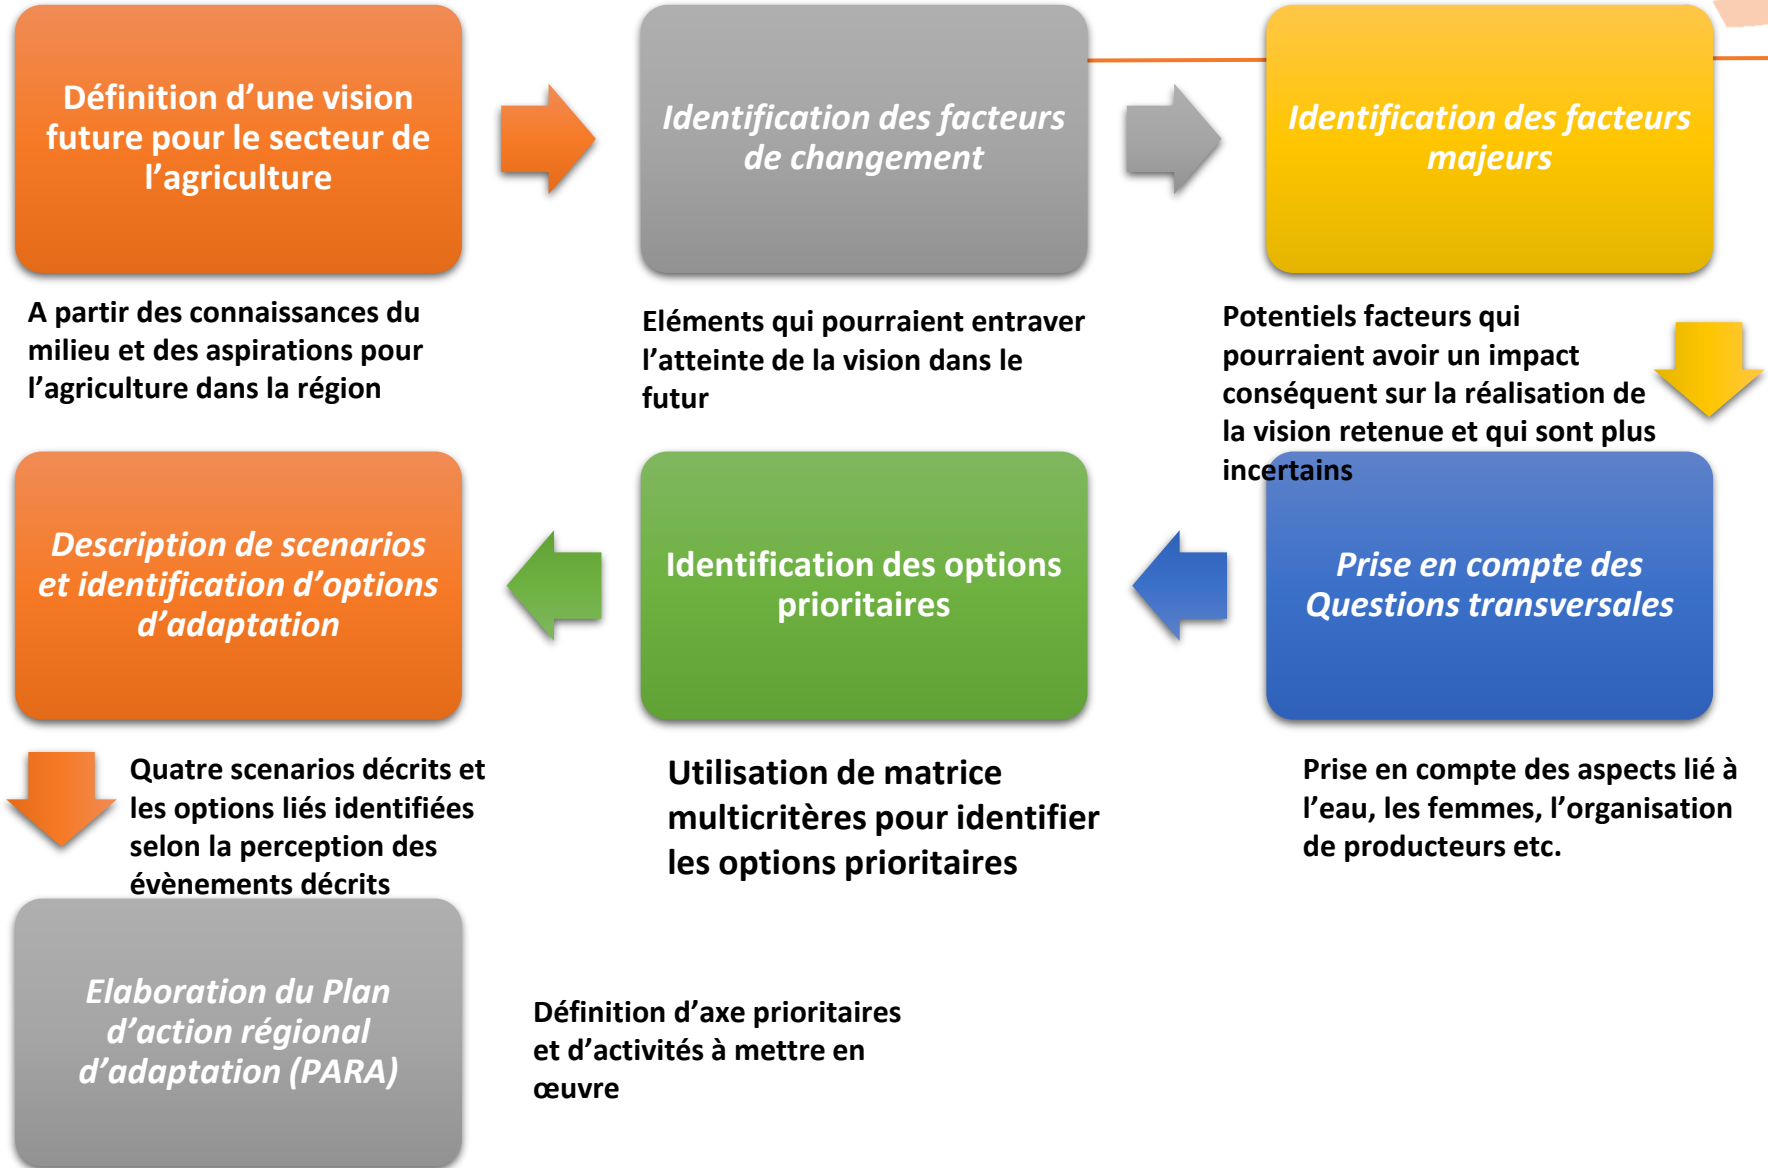 Définition d’une vision
future pour le secteur de
l’agriculture
Identification des facteurs
de changement
Identification des facteurs
majeurs
A partir des connaissances du
milieu et des aspirations pour
l’agriculture dans la région
Eléments qui pourraient entraver
l’atteinte de la vision dans le
futur
Potentiels facteurs qui
pourraient avoir un impact
conséquent sur la réalisation de
la vision retenue et qui sont plus
incertains
Prise en compte des
Questions transversales
Identification des options
prioritaires
Description de scenarios
et identification d’options
d’adaptation
Prise en compte des aspects lié à
l’eau, les femmes, l’organisation
de producteurs etc.
Utilisation de matrice
multicritères pour identifier
les options prioritaires
Quatre scenarios décrits et
les options liés identifiées
selon la perception des
évènements décrits
Elaboration du Plan
d’action régional
d’adaptation (PARA)
Définition d’axe prioritaires
et d’activités à mettre en
œuvre